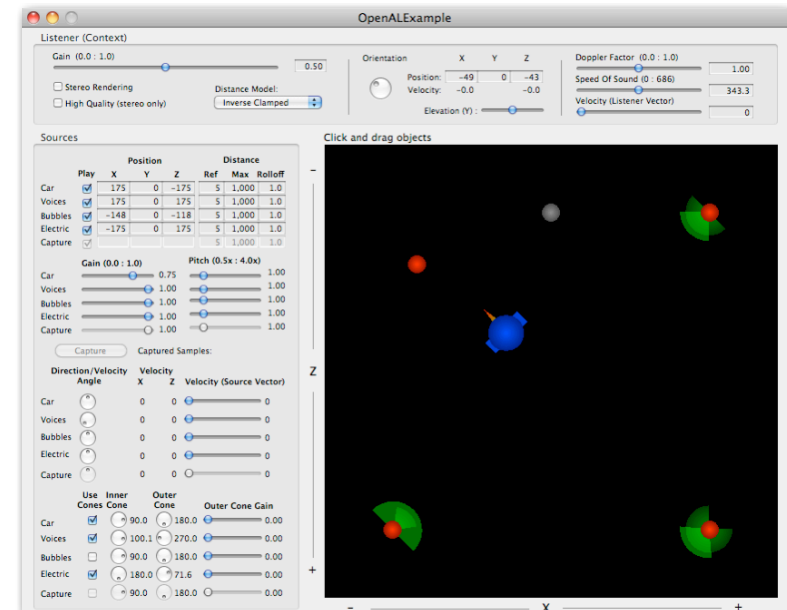 OpenALExample
Listener (Context)
Gain (0.0 : 1.0)
0.50
Stereo Rendering
High Quality (stereo only)
Distance Model:
Inverse Clamped
Orientation X Y Z
Position: -49 0 -43
Velocity: -0.0 -0.0
Elevation (Y) :
Doppler Factor (0.0 : 1.0)
1.00
Speed Of Sound (0 : 686)
343.3
Velocity (Listener Vector)
0
Sources
Position Distance
Play X Y Z Ref Max Rolloff
Car 175 0 -175 5 1,000 1.0
Voices 175 0 175 5 1,000 1.0
Bubbles -148 0 -118 5 1,000 1.0
Electric -175 0 175 5 1,000 1.0
Capture 5 1,000 1.0
Gain (0.0 : 1.0) Pitch (0.5x : 4.0x)
Car 0.75 1.00
Voices 1.00 1.00
Bubbles 1.00 1.00
Electric 1.00 1.00
Capture 1.00 1.00
Capture Captured Samples:
Direction/Velocity Velocity
Angle X Z Velocity (Source Vector)
Car 0 0 0
Voices 0 0 0
Bubbles 0 0 0
Electric 0 0 0
Capture 0 0 0
Use Inner Outer
Cones Cone Cone Outer Cone Gain
Car 90.0 180.0 0.00
Voices 100.1 270.0 0.00
Bubbles 90.0 180.0 0.00
Electric 180.0 71.6 0.00
Capture 90.0 180.0 0.00
Click and drag objects
-
Z
+
- X +